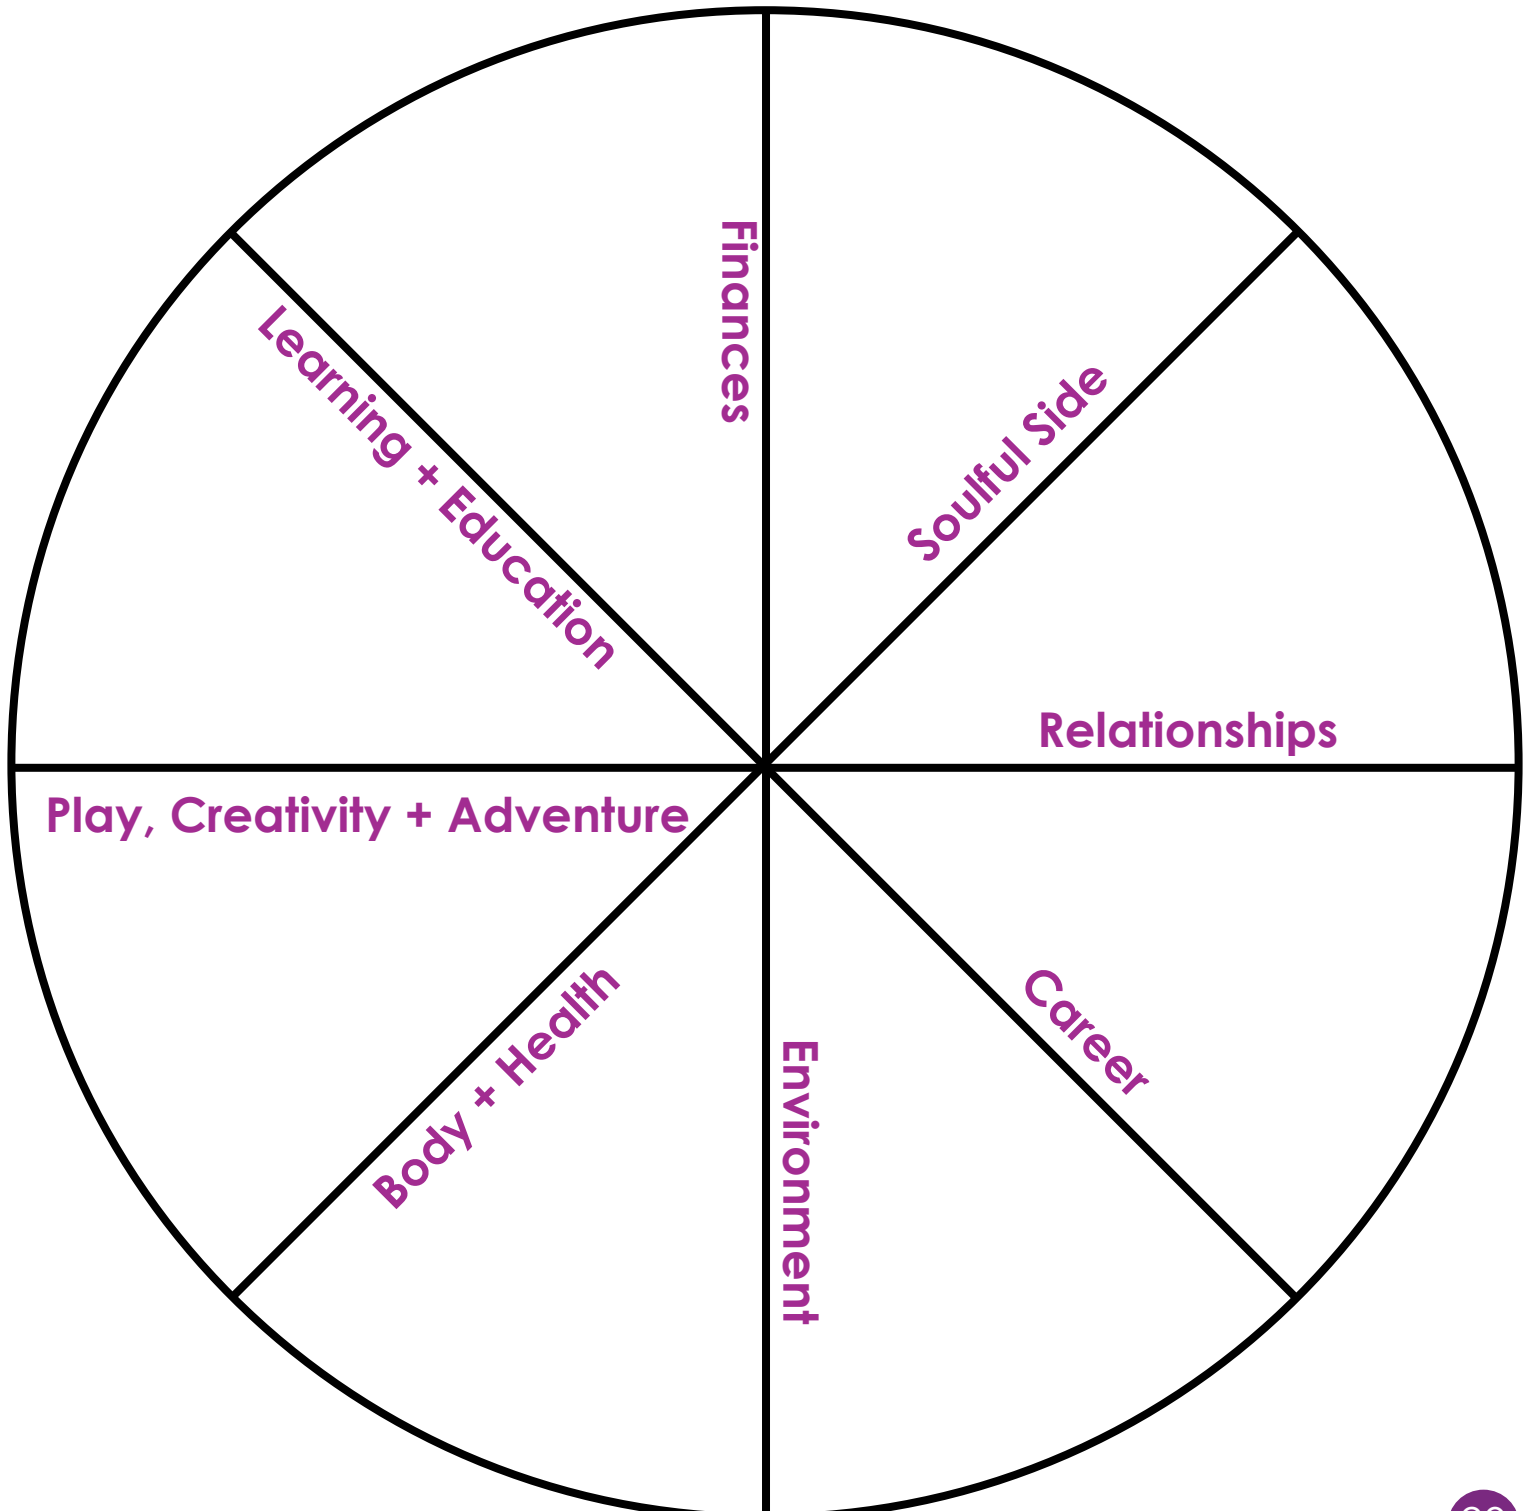 Finances
Soulful Side
Learning + Education
Relationships
Play, Creativity + Adventure
Career
Body + Health
Environment